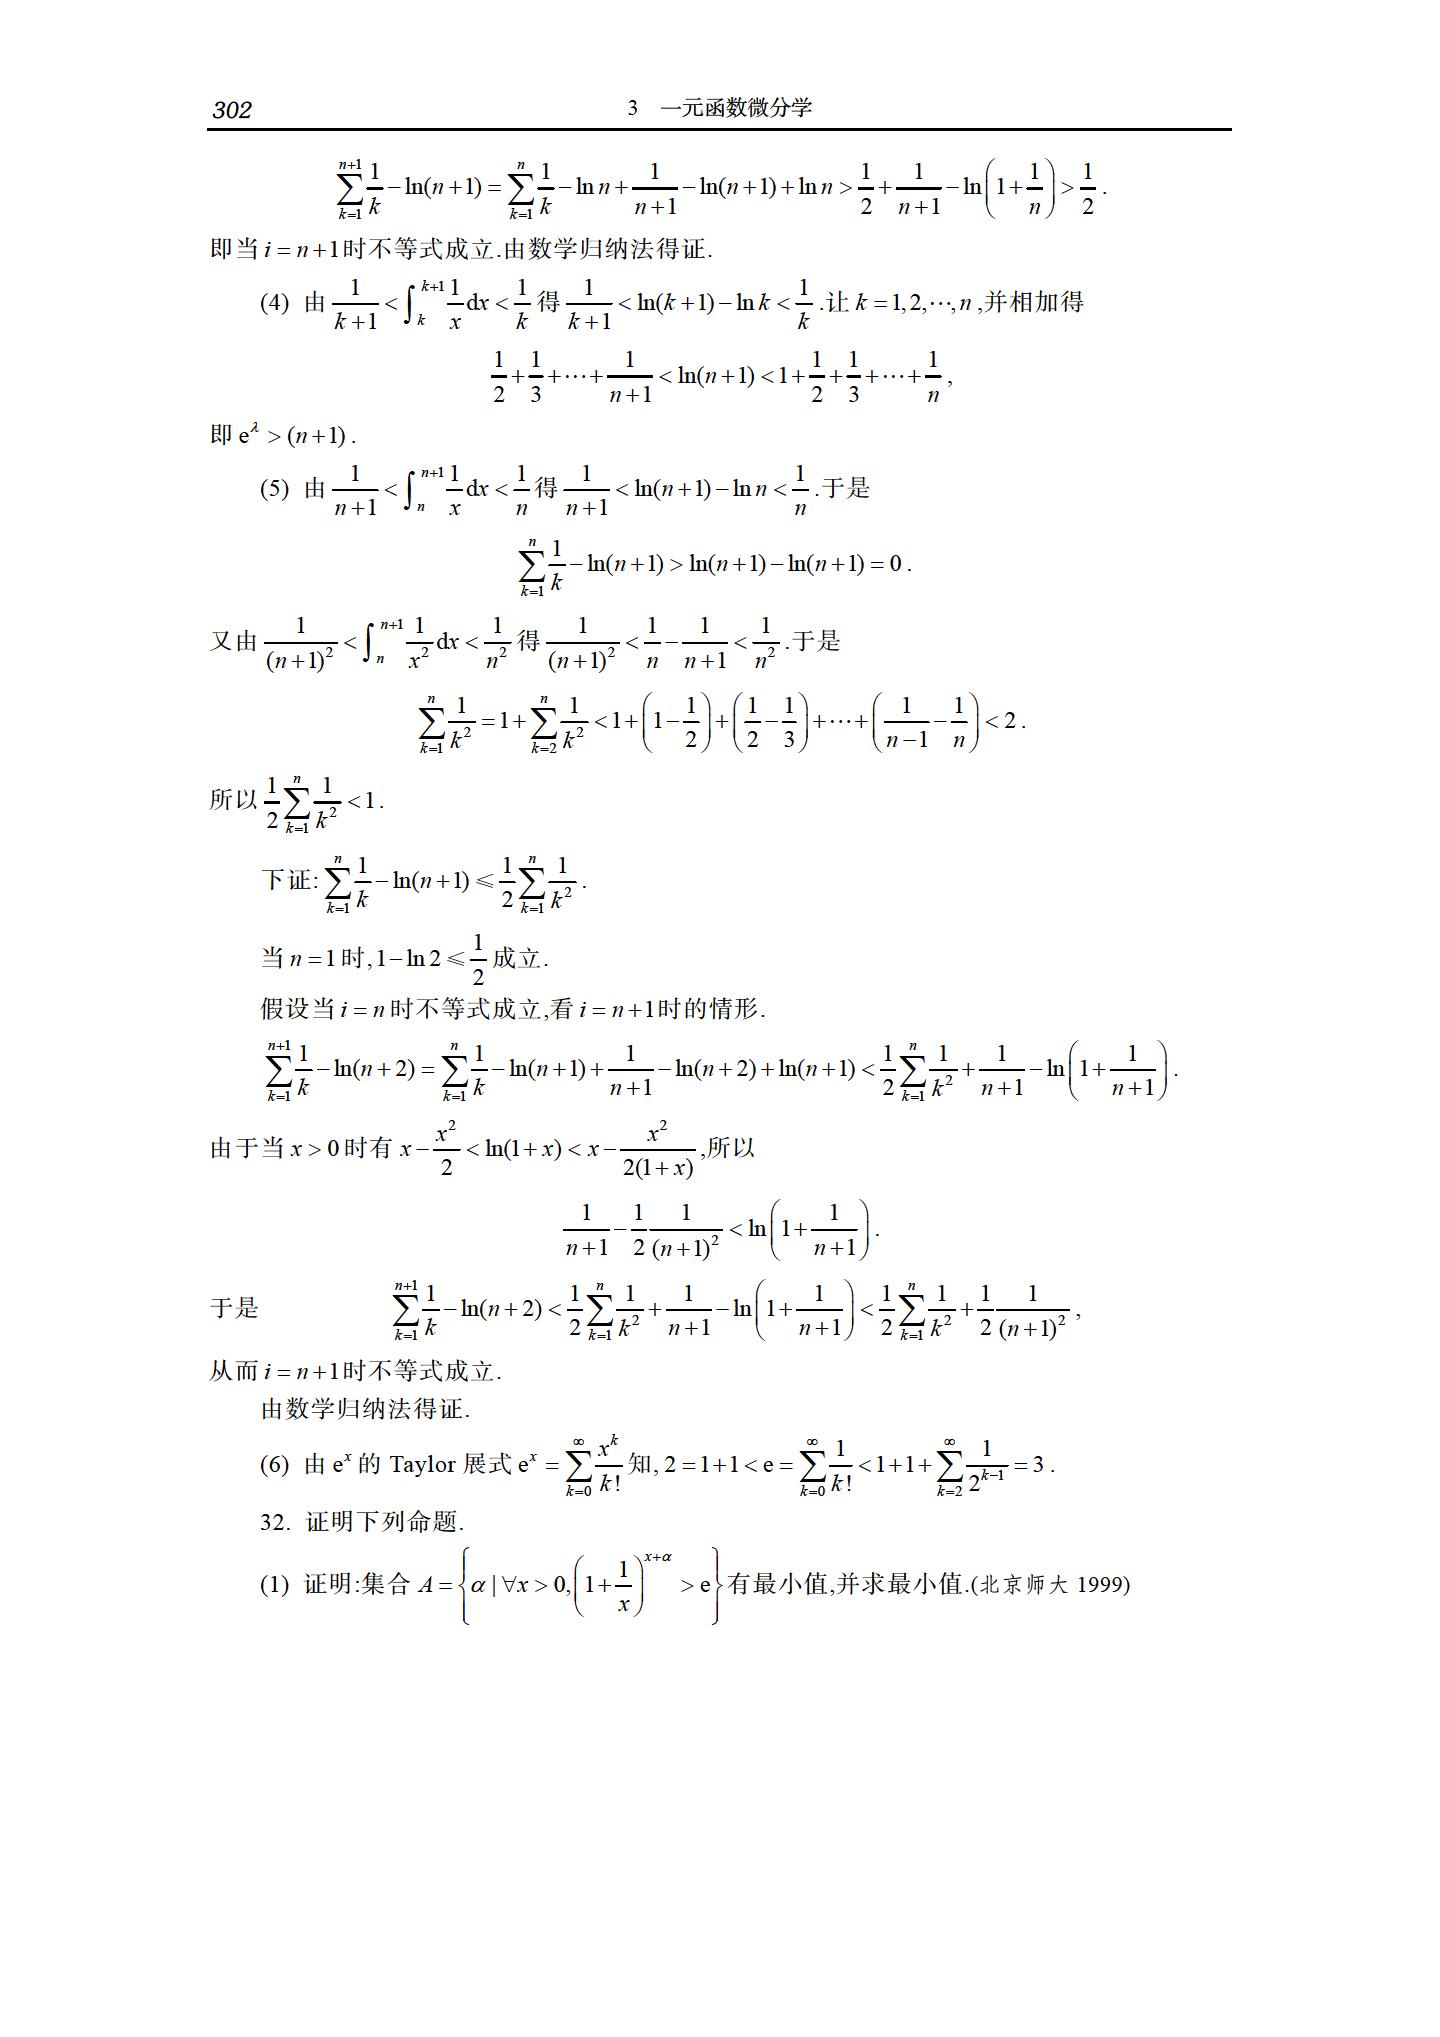 302 3 一元函数微分学
$$\sum_{k=1}^{n+1}\frac{1}{k}-\ln(n+1)=\sum_{k=1}^{n}\frac{1}{k}-\ln n+\frac{1}{n+1}-\ln(n+1)+\ln n>\frac{1}{2}+\frac{1}{n+1}-\ln\left(1+\frac{1}{n}\right)>\frac{1}{2}.$$
即当 $i=n+1$ 时不等式成立.由数学归纳法得证.
(4) 由 $\frac{1}{k+1}<\int_{k}^{k+1}\frac{1}{x}\mathrm{d}x<\frac{1}{k}$ 得 $\frac{1}{k+1}<\ln(k+1)-\ln k<\frac{1}{k}$.让 $k=1,2,\cdots,n$,并相加得
$$\frac{1}{2}+\frac{1}{3}+\cdots+\frac{1}{n+1}<\ln(n+1)<1+\frac{1}{2}+\frac{1}{3}+\cdots+\frac{1}{n},$$
即 $\mathrm{e}^{\lambda}>(n+1)$.
(5) 由 $\frac{1}{n+1}<\int_{n}^{n+1}\frac{1}{x}\mathrm{d}x<\frac{1}{n}$ 得 $\frac{1}{n+1}<\ln(n+1)-\ln n<\frac{1}{n}$.于是
$$\sum_{k=1}^{n}\frac{1}{k}-\ln(n+1)>\ln(n+1)-\ln(n+1)=0.$$
又由 $\frac{1}{(n+1)^2}<\int_{n}^{n+1}\frac{1}{x^2}\mathrm{d}x<\frac{1}{n^2}$ 得 $\frac{1}{(n+1)^2}<\frac{1}{n}-\frac{1}{n+1}<\frac{1}{n^2}$.于是
$$\sum_{k=1}^{n}\frac{1}{k^2}=1+\sum_{k=2}^{n}\frac{1}{k^2}<1+\left(1-\frac{1}{2}\right)+\left(\frac{1}{2}-\frac{1}{3}\right)+\cdots+\left(\frac{1}{n-1}-\frac{1}{n}\right)<2.$$
所以 $\frac{1}{2}\sum_{k=1}^{n}\frac{1}{k^2}<1$.
下证: $\sum_{k=1}^{n}\frac{1}{k}-\ln(n+1)\leqslant\frac{1}{2}\sum_{k=1}^{n}\frac{1}{k^2}$.
当 $n=1$ 时, $1-\ln 2\leqslant\frac{1}{2}$ 成立.
假设当 $i=n$ 时不等式成立,看 $i=n+1$ 时的情形.
$$\sum_{k=1}^{n+1}\frac{1}{k}-\ln(n+2)=\sum_{k=1}^{n}\frac{1}{k}-\ln(n+1)+\frac{1}{n+1}-\ln(n+2)+\ln(n+1)<\frac{1}{2}\sum_{k=1}^{n}\frac{1}{k^2}+\frac{1}{n+1}-\ln\left(1+\frac{1}{n+1}\right).$$
由于当 $x>0$ 时有 $x-\frac{x^2}{2}<\ln(1+x)<x-\frac{x^2}{2(1+x)}$,所以
$$\frac{1}{n+1}-\frac{1}{2}\frac{1}{(n+1)^2}<\ln\left(1+\frac{1}{n+1}\right).$$
于是 $\sum_{k=1}^{n+1}\frac{1}{k}-\ln(n+2)<\frac{1}{2}\sum_{k=1}^{n}\frac{1}{k^2}+\frac{1}{n+1}-\ln\left(1+\frac{1}{n+1}\right)<\frac{1}{2}\sum_{k=1}^{n}\frac{1}{k^2}+\frac{1}{2}\frac{1}{(n+1)^2}$,
从而 $i=n+1$ 时不等式成立.
由数学归纳法得证.
(6) 由 $\mathrm{e}^x$ 的 Taylor 展式 $\mathrm{e}^x=\sum_{k=0}^{\infty}\frac{x^k}{k!}$ 知, $2=1+1<\mathrm{e}=\sum_{k=0}^{\infty}\frac{1}{k!}<1+1+\sum_{k=2}^{\infty}\frac{1}{2^{k-1}}=3$.
32. 证明下列命题.
(1) 证明:集合 $A=\left\{\alpha\mid\forall x>0,\left(1+\frac{1}{x}\right)^{x+\alpha}>\mathrm{e}\right\}$ 有最小值,并求最小值.(北京师大 1999)